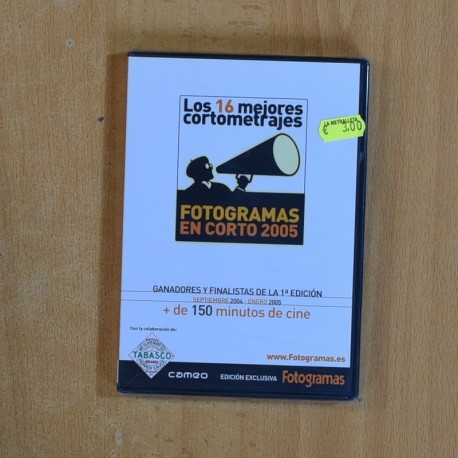 Los 16 mejores
cortometrajes
LA METRALLETA
€ 3,00
FOTOGRAMAS
EN CORTO 2005
GANADORES Y FINALISTAS DE LA 1ª EDICIÓN
SEPTIEMBRE 2004 - ENERO 2005
+ de 150 minutos de cine
Con la colaboración de:
TABASCO
BRAND
www.Fotogramas.es
cameo
EDICIÓN EXCLUSIVA Fotogramas